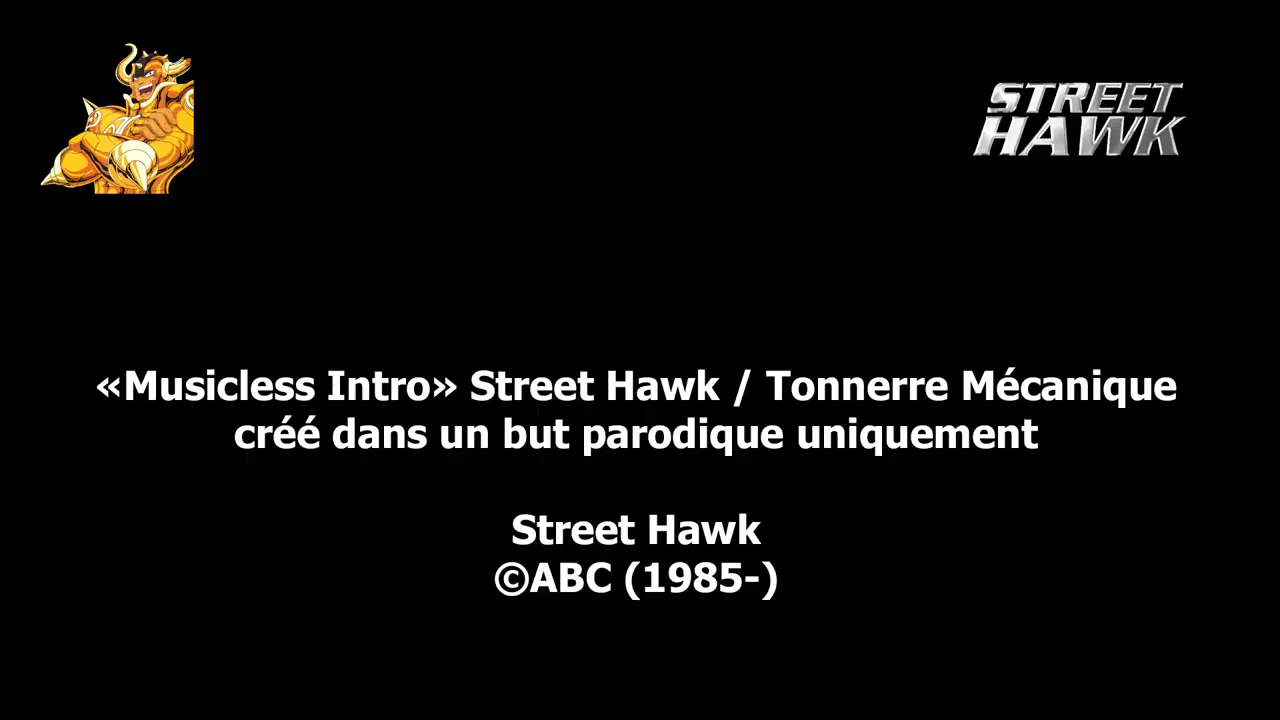 STREET
HAWK
«Musicless Intro» Street Hawk / Tonnerre Mécanique
créé dans un but parodique uniquement
Street Hawk
©ABC (1985-)